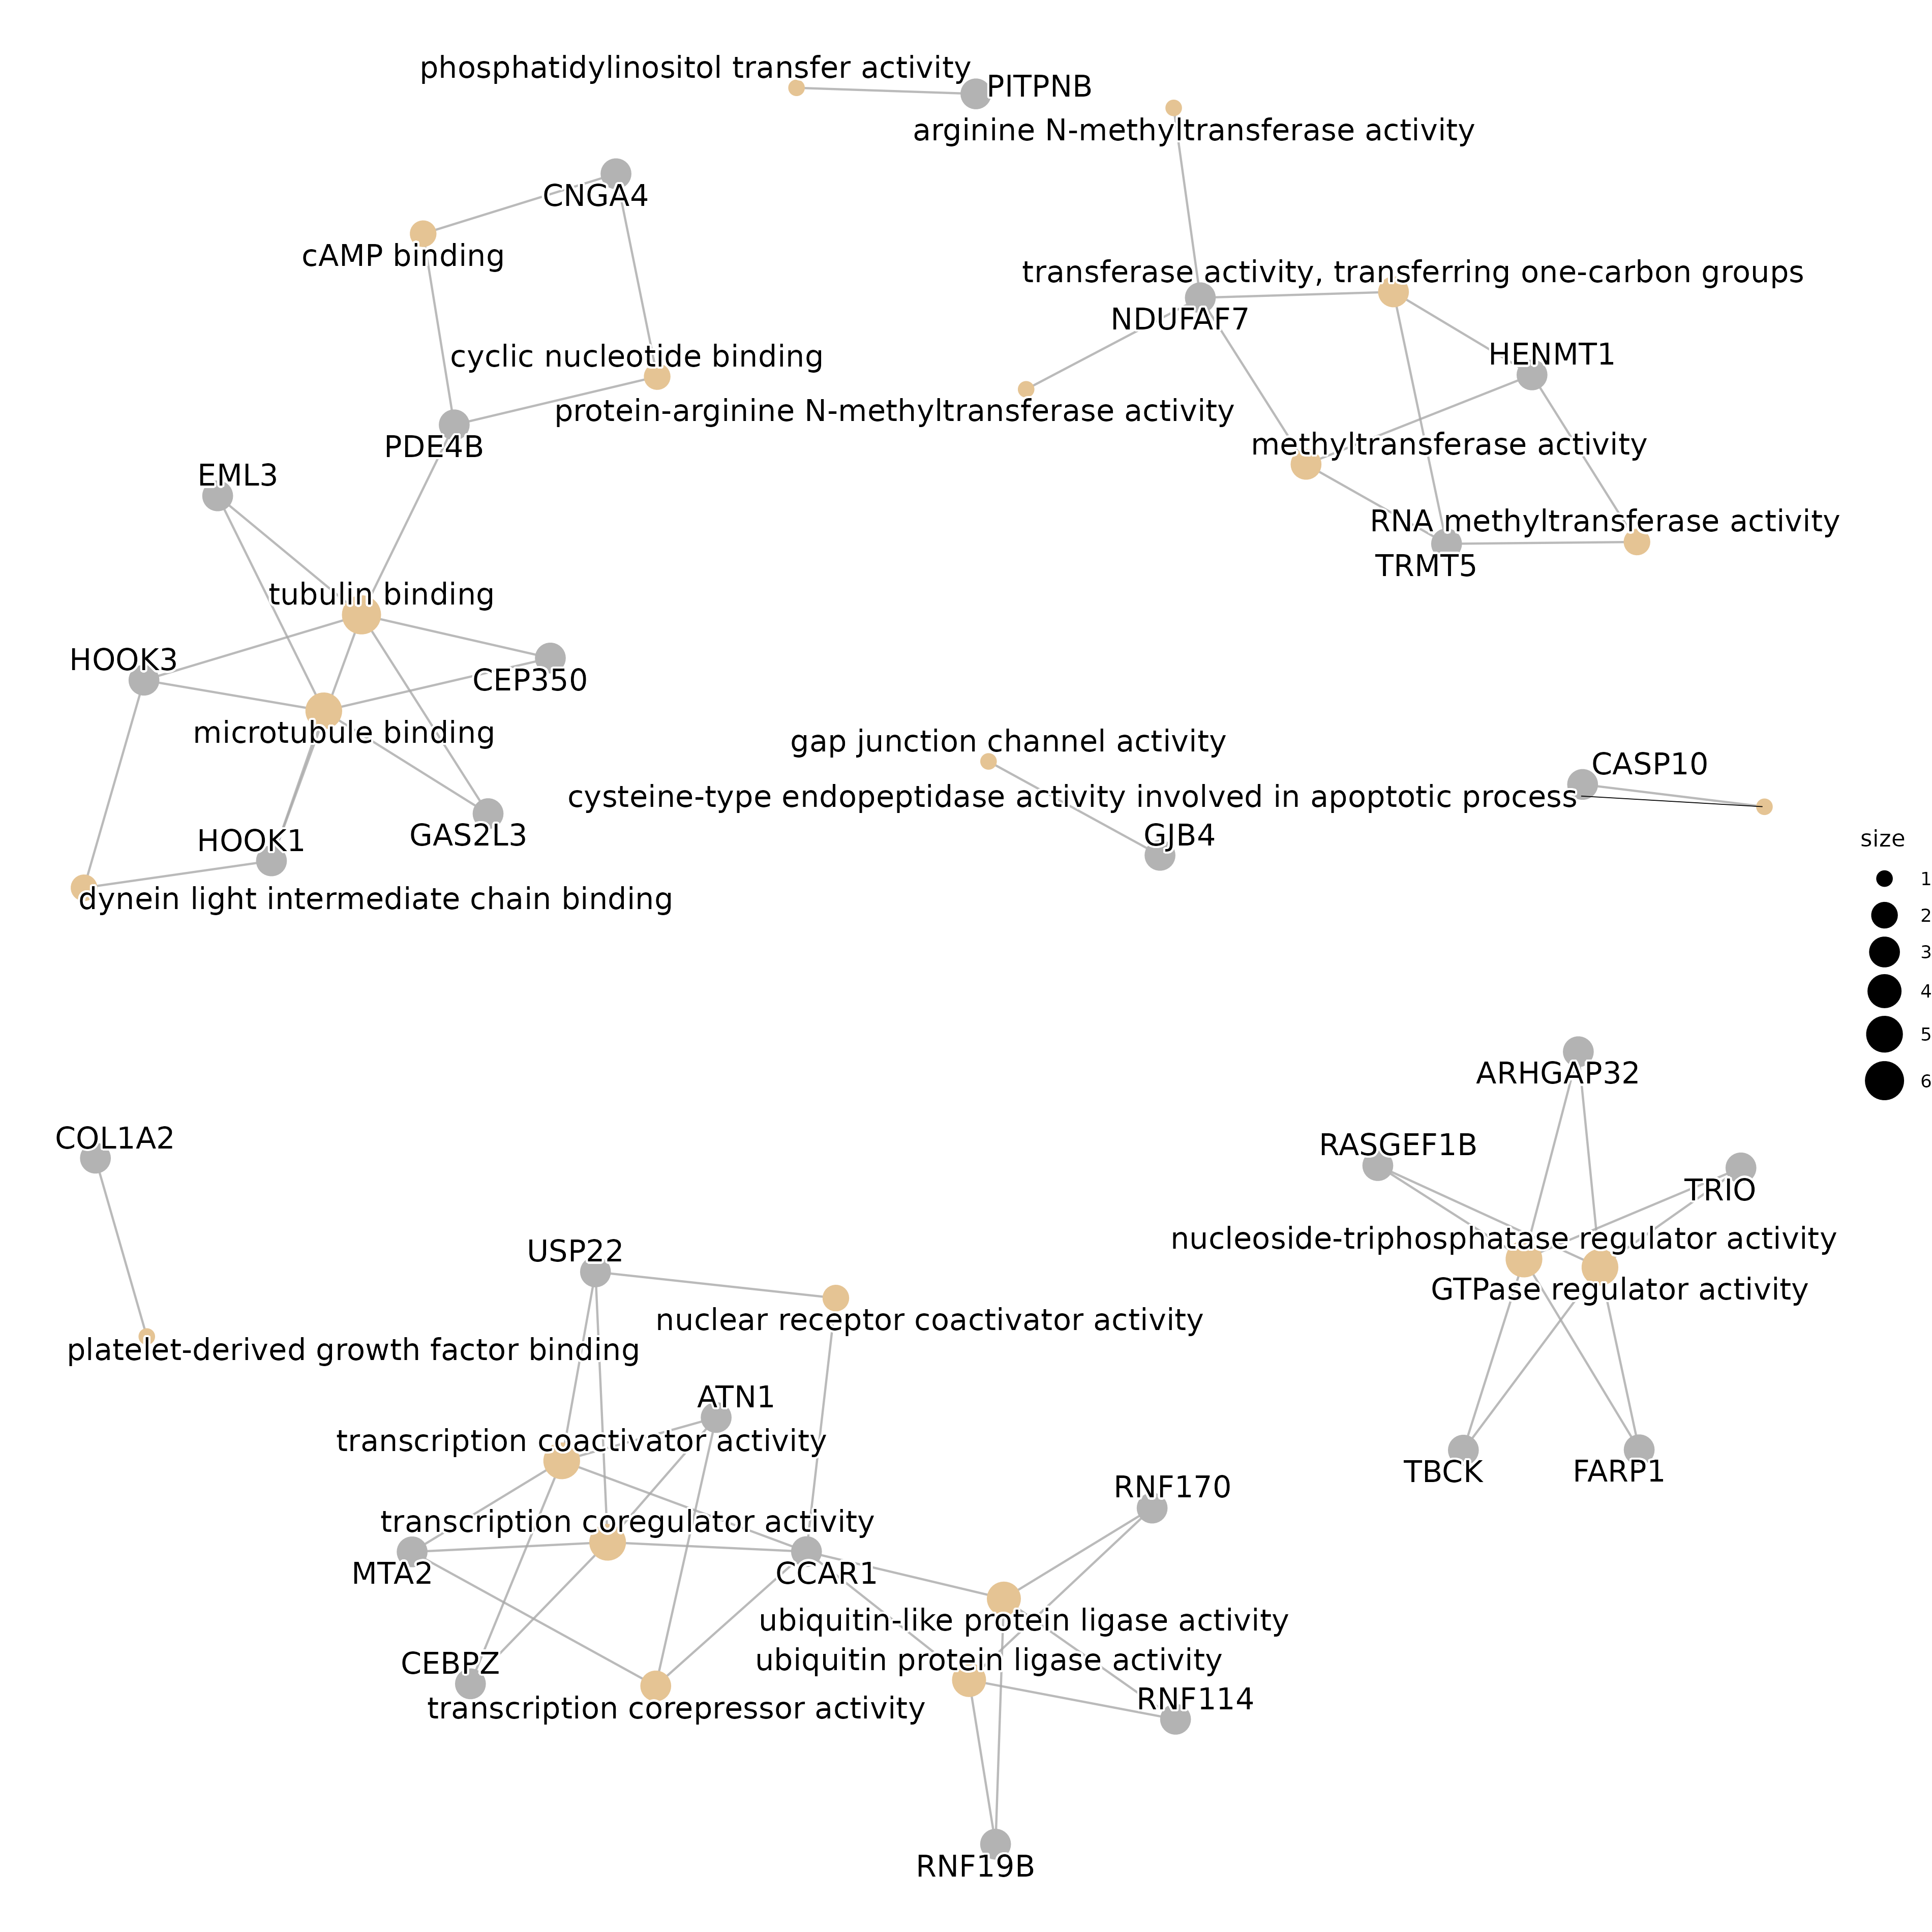 phosphatidylinositol transfer activity
PITPNB
arginine N-methyltransferase activity
CNGA4
cAMP binding
transferase activity, transferring one-carbon groups
NDUFAF7
HENMT1
cyclic nucleotide binding
protein-arginine N-methyltransferase activity
PDE4B
methyltransferase activity
EML3
RNA methyltransferase activity
TRMT5
tubulin binding
HOOK3
CEP350
microtubule binding
gap junction channel activity
CASP10
cysteine-type endopeptidase activity involved in apoptotic process
GJB4
GAS2L3
HOOK1
dynein light intermediate chain binding
size
1
2
3
4
5
6
ARHGAP32
COL1A2
RASGEF1B
TRIO
nucleoside-triphosphatase regulator activity
USP22
GTPase regulator activity
nuclear receptor coactivator activity
platelet-derived growth factor binding
ATN1
transcription coactivator activity
TBCK
FARP1
RNF170
transcription coregulator activity
MTA2
CCAR1
ubiquitin-like protein ligase activity
ubiquitin protein ligase activity
CEBPZ
RNF114
transcription corepressor activity
RNF19B